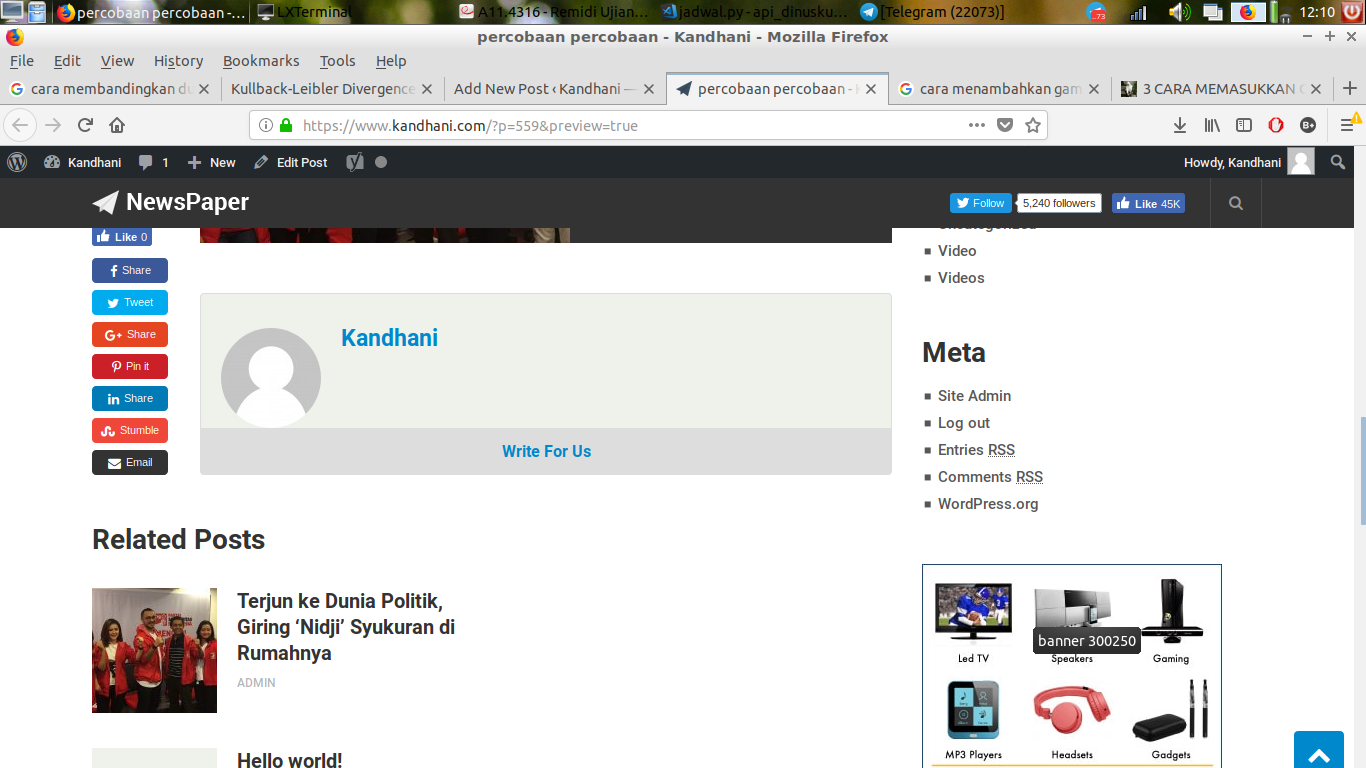 percobaan percobaan -...
LXTerminal
A11.4316 - Remidi Ujian...
jadwal.py - api_dinusku...
[Telegram (22073)]
73
12:10
percobaan percobaan - Kandhani - Mozilla Firefox
File Edit View History Bookmarks Tools Help
cara membandingkan du
Kullback-Leibler Divergence
Add New Post ‹ Kandhani —
percobaan percobaan - K
cara menambahkan gam
3 CARA MEMASUKKAN G
https://www.kandhani.com/?p=559&preview=true
B+
Kandhani 1 New Edit Post
Howdy, Kandhani
NewsPaper
Follow 5,240 followers Like 45K
Like 0
Share
Tweet
Share
Pin it
Share
Stumble
Email
Kandhani
Write For Us
Related Posts
Terjun ke Dunia Politik,
Giring ‘Nidji’ Syukuran di
Rumahnya
ADMIN
Hello world!
Uncategorized
Video
Videos
Meta
Site Admin
Log out
Entries RSS
Comments RSS
WordPress.org
banner 300250
Led TV Speakers Gaming
MP3 Players Headsets Gadgets